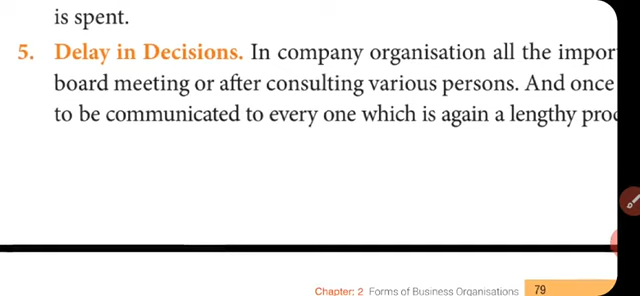 is spent.
5. Delay in Decisions. In company organisation all the impor
board meeting or after consulting various persons. And once
to be communicated to every one which is again a lengthy proc
Chapter: 2 Forms of Business Organisations 79